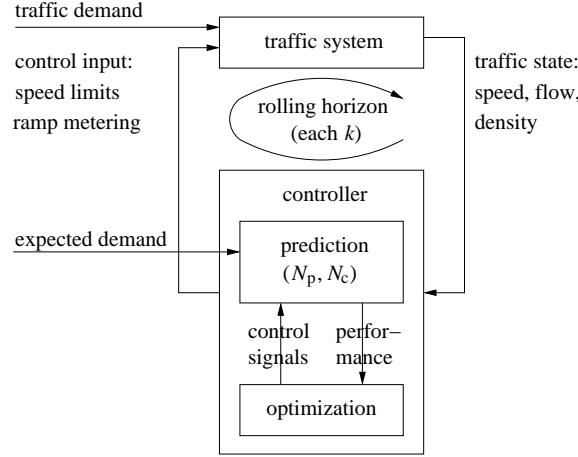 traffic demand
traffic system
control input:
speed limits
ramp metering
traffic state:
speed, flow,
density
rolling horizon
(each k)
controller
expected demand
prediction
(Np, Nc)
control
signals
perfor–
mance
optimization